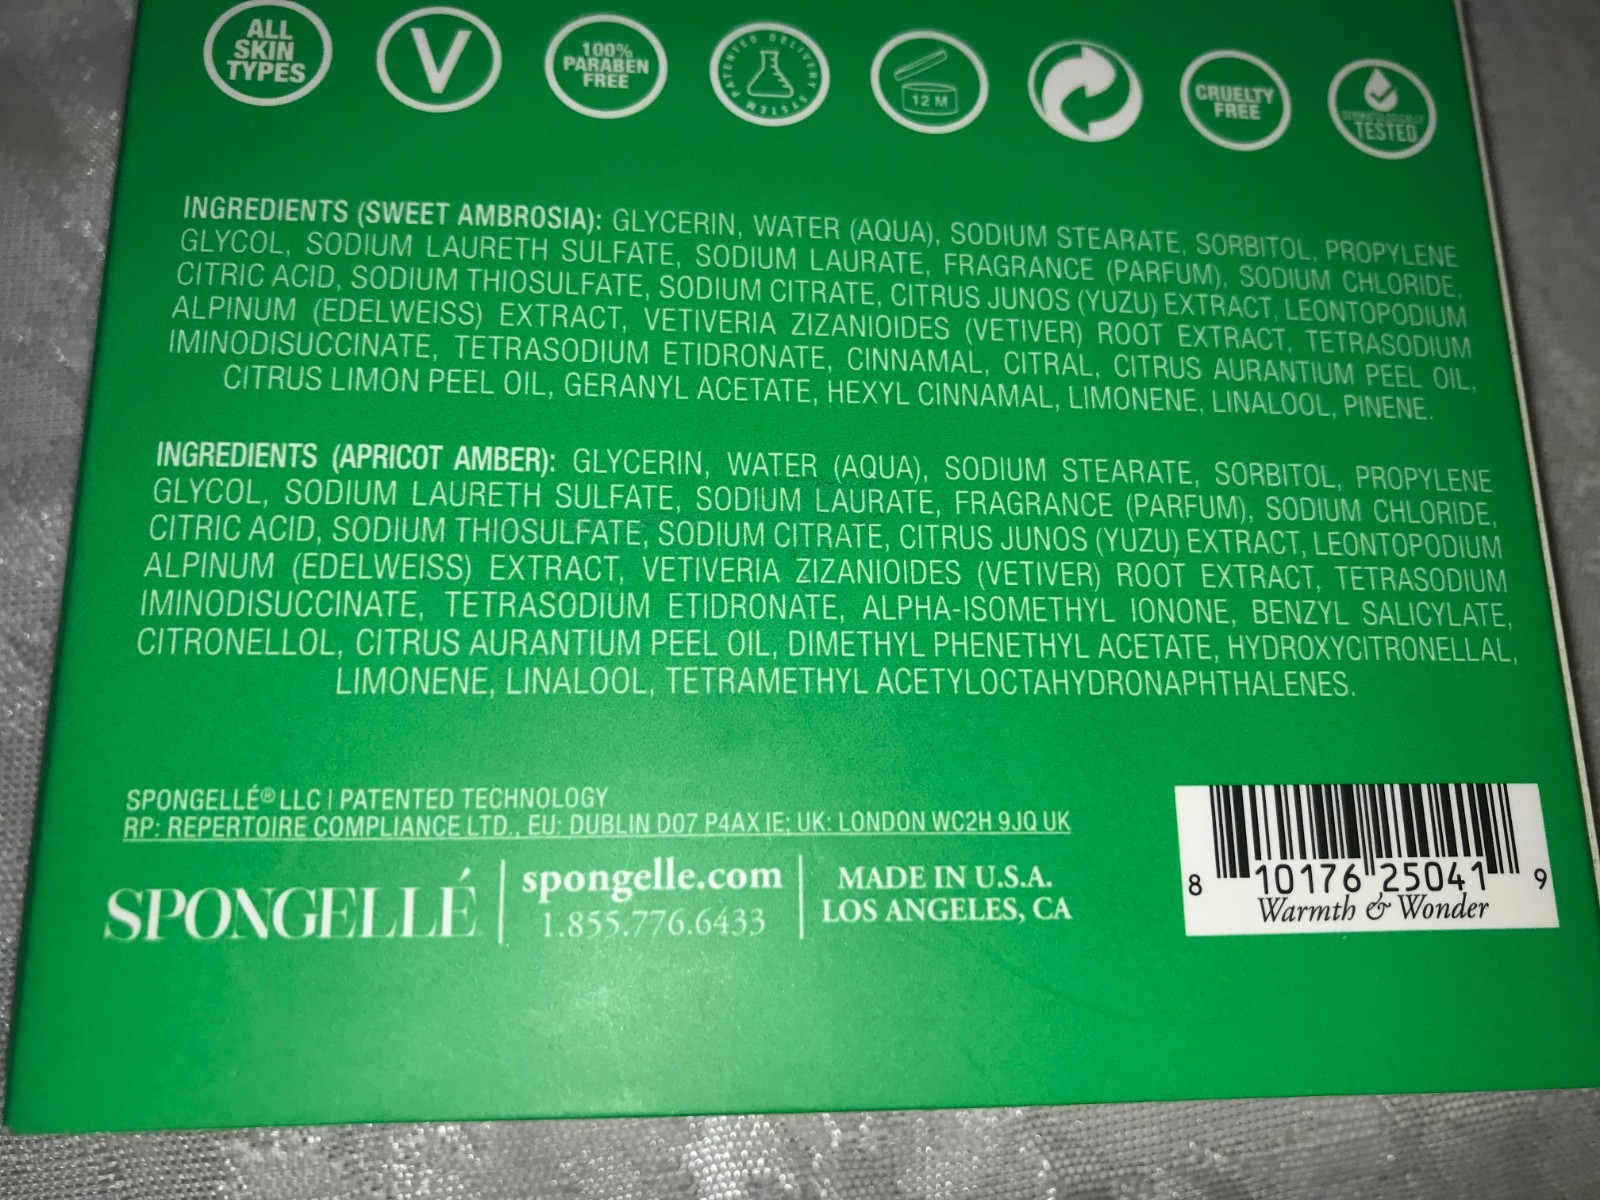 ALL
SKIN
TYPES
V
100%
PARABEN
FREE
PATENTED DELIVERY SYSTEM
12 M
CRUELTY
FREE
DERMATOLOGICALLY
TESTED
INGREDIENTS (SWEET AMBROSIA): GLYCERIN, WATER (AQUA), SODIUM STEARATE, SORBITOL, PROPYLENE
GLYCOL, SODIUM LAURETH SULFATE, SODIUM LAURATE, FRAGRANCE (PARFUM), SODIUM CHLORIDE,
CITRIC ACID, SODIUM THIOSULFATE, SODIUM CITRATE, CITRUS JUNOS (YUZU) EXTRACT, LEONTOPODIUM
ALPINUM (EDELWEISS) EXTRACT, VETIVERIA ZIZANIOIDES (VETIVER) ROOT EXTRACT, TETRASODIUM
IMINODISUCCINATE, TETRASODIUM ETIDRONATE, CINNAMAL, CITRAL, CITRUS AURANTIUM PEEL OIL,
CITRUS LIMON PEEL OIL, GERANYL ACETATE, HEXYL CINNAMAL, LIMONENE, LINALOOL, PINENE.
INGREDIENTS (APRICOT AMBER): GLYCERIN, WATER (AQUA), SODIUM STEARATE, SORBITOL, PROPYLENE
GLYCOL, SODIUM LAURETH SULFATE, SODIUM LAURATE, FRAGRANCE (PARFUM), SODIUM CHLORIDE,
CITRIC ACID, SODIUM THIOSULFATE, SODIUM CITRATE, CITRUS JUNOS (YUZU) EXTRACT, LEONTOPODIUM
ALPINUM (EDELWEISS) EXTRACT, VETIVERIA ZIZANIOIDES (VETIVER) ROOT EXTRACT, TETRASODIUM
IMINODISUCCINATE, TETRASODIUM ETIDRONATE, ALPHA-ISOMETHYL IONONE, BENZYL SALICYLATE,
CITRONELLOL, CITRUS AURANTIUM PEEL OIL, DIMETHYL PHENETHYL ACETATE, HYDROXYCITRONELLAL,
LIMONENE, LINALOOL, TETRAMETHYL ACETYLOCTAHYDRONAPHTHALENES.
SPONGELLÉ® LLC | PATENTED TECHNOLOGY
RP: REPERTOIRE COMPLIANCE LTD., EU: DUBLIN D07 P4AX IE; UK: LONDON WC2H 9JQ UK
SPONGELLÉ
spongelle.com
1.855.776.6433
MADE IN U.S.A.
LOS ANGELES, CA
8 10176 25041 9
Warmth & Wonder